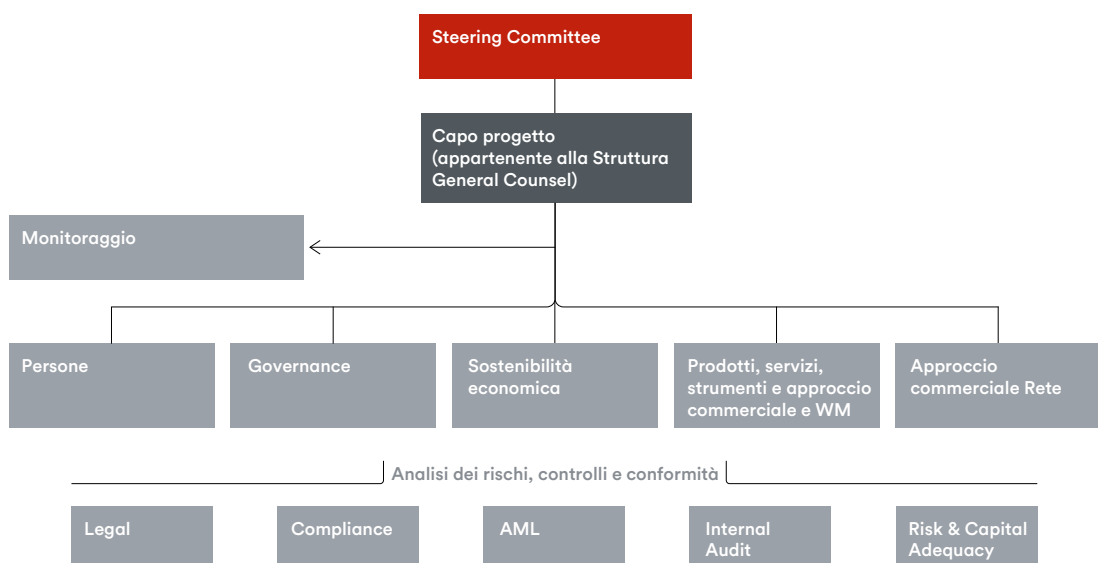 Steering Committee
Capo progetto
(appartenente alla Struttura
General Counsel)
Monitoraggio
Persone
Governance
Sostenibilità
economica
Prodotti, servizi,
strumenti e approccio
commerciale e WM
Approccio
commerciale Rete
Analisi dei rischi, controlli e conformità
Legal
Compliance
AML
Internal
Audit
Risk & Capital
Adequacy